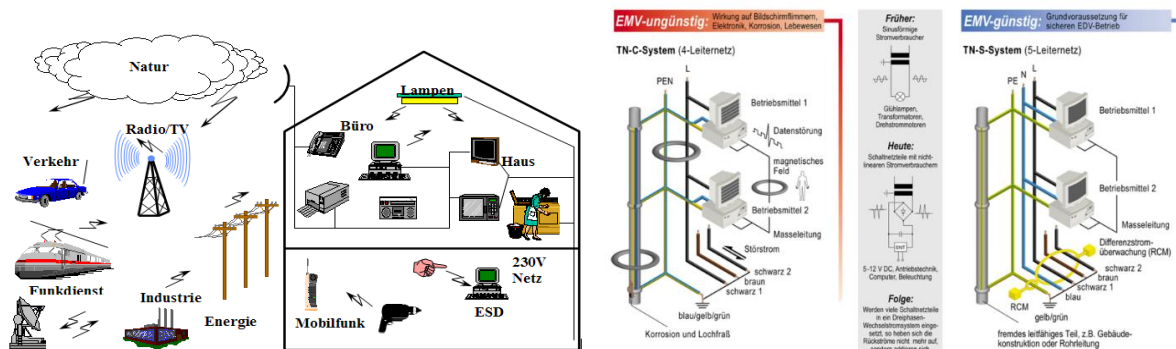 Natur
Radio/TV
Verkehr
Funkdienst
Industrie
Energie
Lampen
Büro
Haus
230V
Netz
Mobilfunk
ESD
EMV-ungünstig: Wirkung auf Bildschirmflimmern,
Elektronik, Korrosion, Lebewesen
TN-C-System (4-Leiternetz)
L
PEN
Betriebsmittel 1
Datenstörung
magnetisches
Feld
Betriebsmittel 2
Masseleitung
Störstrom
schwarz 2
braun
schwarz 1
blau/gelb/grün
Korrosion und Lochfraß
Früher:
Sinusförmige
Stromverbraucher
Glühlampen,
Transformatoren,
Drehstrommotoren
Heute:
Schaltnetzteile mit nicht-
linearen Stromverbrauchern
ENT
5-12 V DC, Antriebstechnik,
Computer, Beleuchtung
Folge:
Werden viele Schaltnetzteile
in ein Dreiphasen-
Wechselstromsystem einge-
setzt, so heben sich die
Rückströme nicht mehr auf,
EMV-günstig: Grundvoraussetzung für
sicheren EDV-Betrieb
TN-S-System (5-Leiternetz)
L
N
PE
Betriebsmittel 1
Betriebsmittel 2
Masseleitung
Differenzstrom-
überwachung (RCM)
schwarz 2
braun
schwarz 1
blau
RCM
gelb/grün
fremdes leitfähiges Teil, z.B. Gebäude-
konstruktion oder Rohrleitung